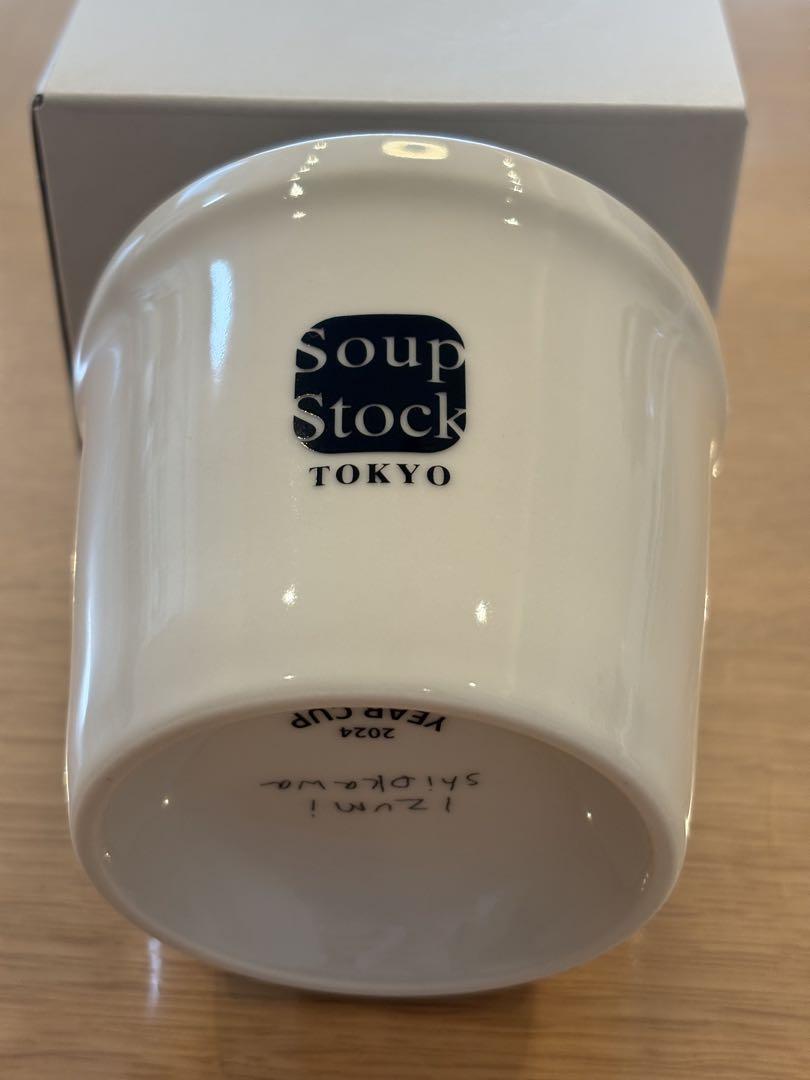 Soup
Stock
TOKYO
YEAR CUP
2024
Izumi
shiokawa